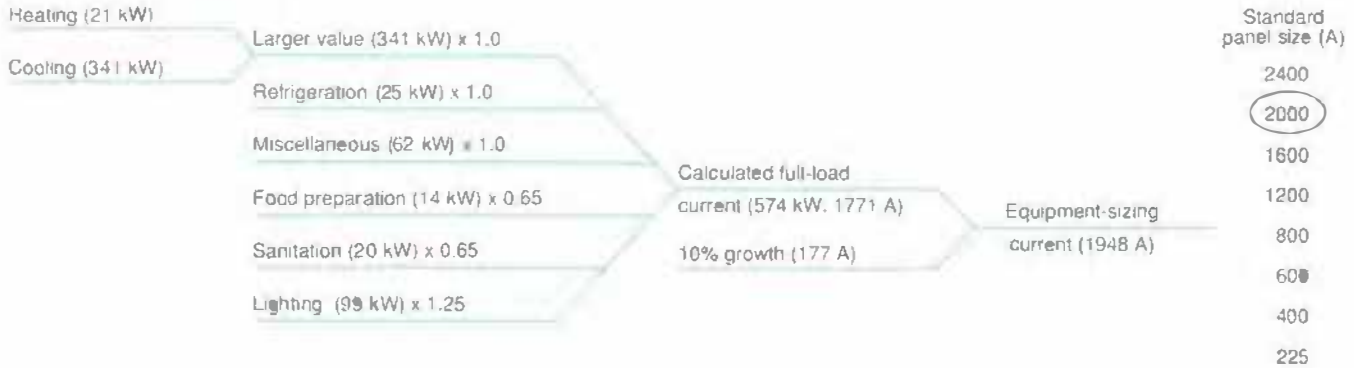 Heating (21 kW)
Cooling (341 kW)
Larger value (341 kW) x 1.0
Refrigeration (25 kW) x 1.0
Miscellaneous (62 kW) x 1.0
Food preparation (14 kW) x 0.65
Sanitation (20 kW) x 0.65
Lighting (99 kW) x 1.25
Calculated full-load
current (574 kW. 1771 A)
10% growth (177 A)
Equipment-sizing
current (1948 A)
Standard
panel size (A)
2400
2000
1600
1200
800
600
400
225